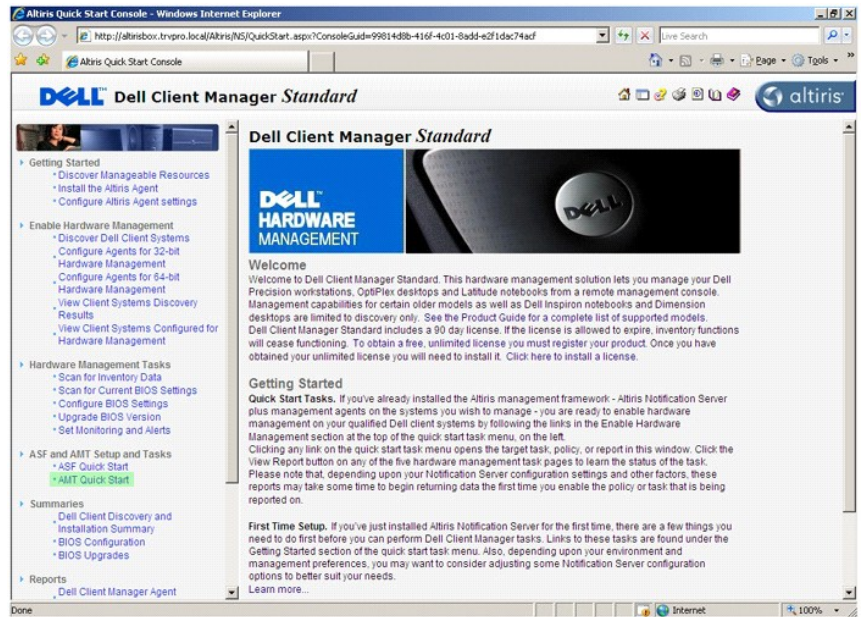 Altiris Quick Start Console - Windows Internet Explorer
http://altirisbox.trvpro.local/Altiris/NS/QuickStart.aspx?ConsoleGuid=99814d8b-416f-4c01-8add-e2f1dac74acf
Live Search
Altiris Quick Start Console
Page
Tools
DELL™ Dell Client Manager Standard
altiris
Getting Started
Discover Manageable Resources
Install the Altiris Agent
Configure Altiris Agent settings
Enable Hardware Management
Discover Dell Client Systems
Configure Agents for 32-bit
Hardware Management
Configure Agents for 64-bit
Hardware Management
View Client Systems Discovery
Results
View Client Systems Configured for
Hardware Management
Hardware Management Tasks
Scan for Inventory Data
Scan for Current BIOS Settings
Configure BIOS Settings
Upgrade BIOS Version
Set Monitoring and Alerts
ASF and AMT Setup and Tasks
ASF Quick Start
AMT Quick Start
Summaries
Dell Client Discovery and
Installation Summary
BIOS Configuration
BIOS Upgrades
Reports
Dell Client Manager Agent
Dell Client Manager Standard
DELL™
HARDWARE
MANAGEMENT
DELL
Welcome
Welcome to Dell Client Manager Standard. This hardware management solution lets you manage your Dell
Precision workstations, OptiPlex desktops and Latitude notebooks from a remote management console.
Management capabilities for certain older models as well as Dell Inspiron notebooks and Dimension
desktops are limited to discovery only. See the Product Guide for a complete list of supported models.
Dell Client Manager Standard includes a 90 day license. If the license is allowed to expire, inventory functions
will cease functioning. To obtain a free, unlimited license you must register your product. Once you have
obtained your unlimited license you will need to install it. Click here to install a license.
Getting Started
Quick Start Tasks. If you've already installed the Altiris management framework - Altiris Notification Server
plus management agents on the systems you wish to manage - you are ready to enable hardware
management on your qualified Dell client systems by following the links in the Enable Hardware
Management section at the top of the quick start task menu, on the left.
Clicking any link on the quick start task menu opens the target task, policy, or report in this window. Click the
View Report button on any of the five hardware management task pages to learn the status of the task.
Please note that, depending upon your Notification Server configuration settings and other factors, these
reports may take some time to begin returning data the first time you enable the policy or task that is being
reported on.
First Time Setup. If you've just installed Altiris Notification Server for the first time, there are a few things you
need to do first before you can perform Dell Client Manager tasks. Links to these tasks are found under the
Getting Started section of the quick start task menu. Also, depending upon your environment and
management preferences, you may want to consider adjusting some Notification Server configuration
options to better suit your needs.
Learn more...
Done
Internet
100%